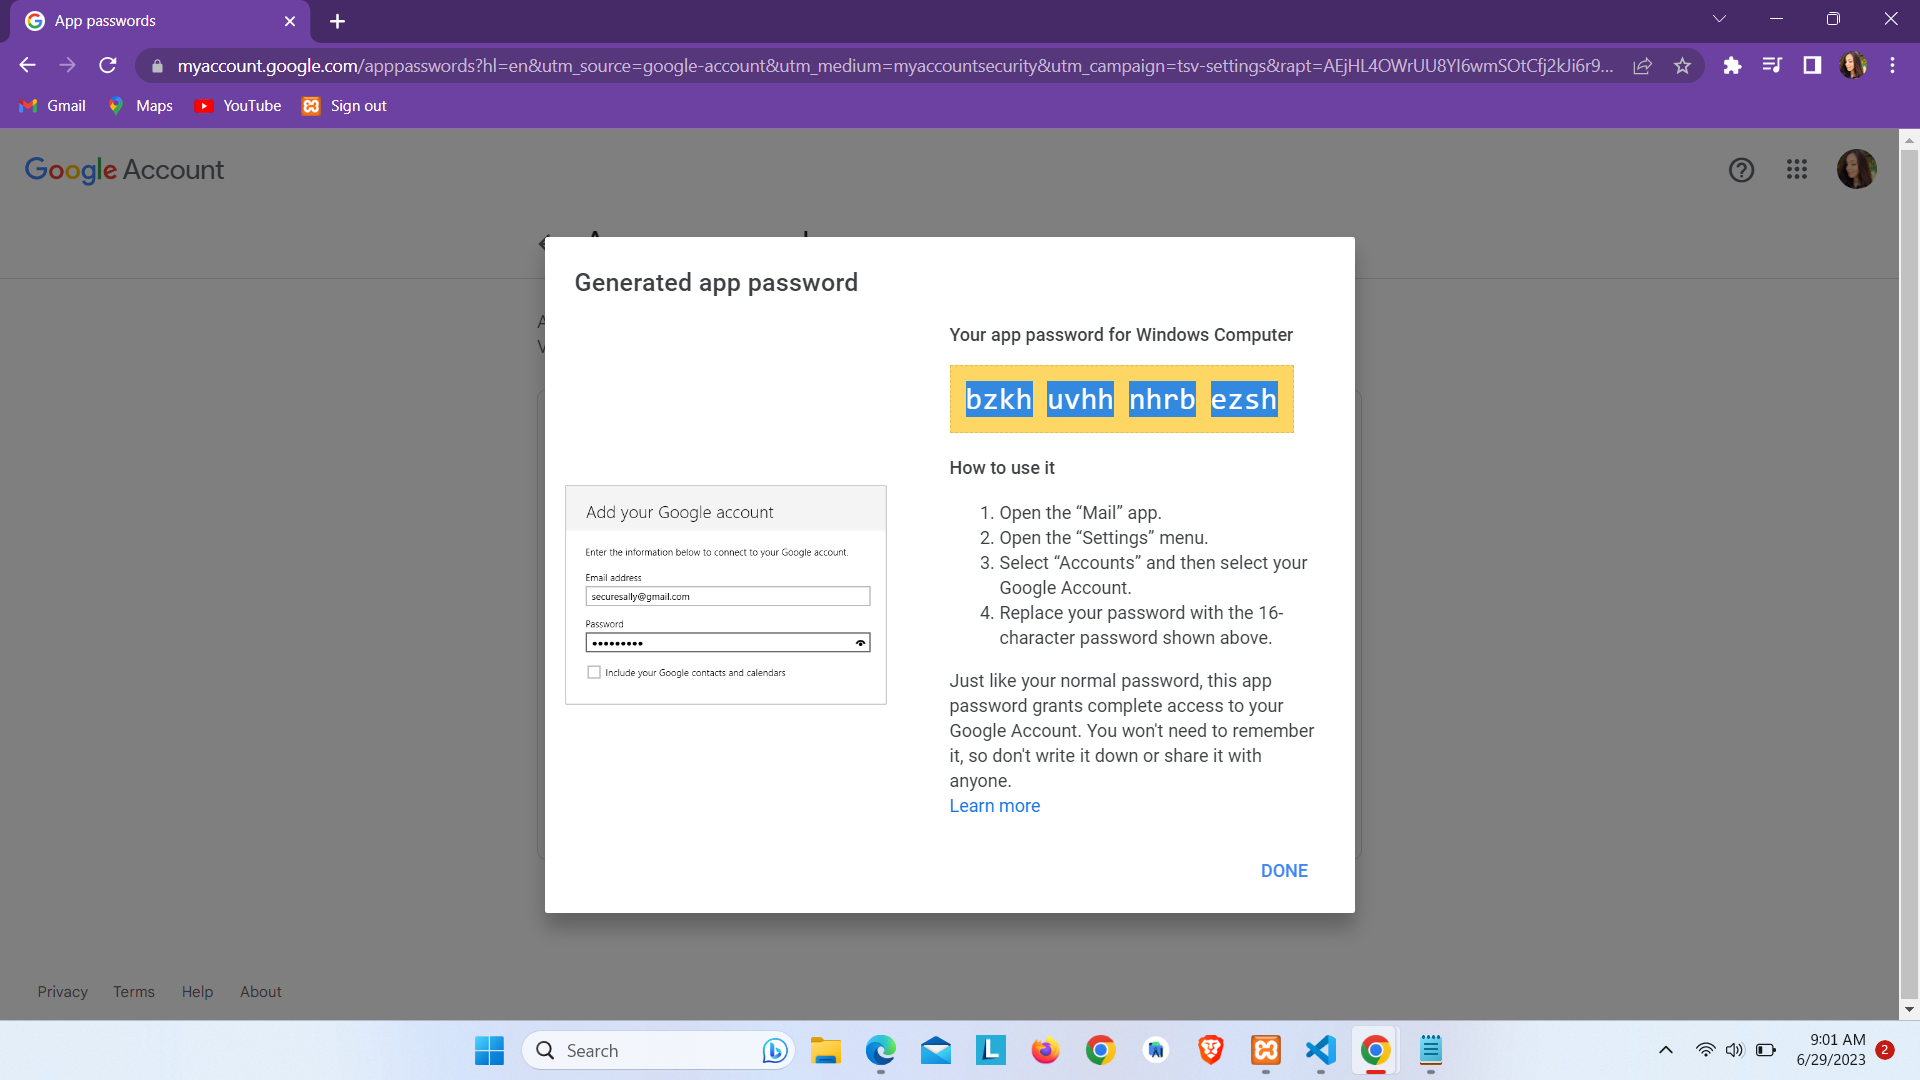 App passwords
myaccount.google.com/apppasswords?hl=en&utm_source=google-account&utm_medium=myaccountsecurity&utm_campaign=tsv-settings&rapt=AEjHL4OWrUU8YI6wmSOtCfj2kJi6r9...
Gmail Maps YouTube Sign out
Google Account
Generated app password
Your app password for Windows Computer
bzkh uvhh nhrb ezsh
How to use it
1. Open the “Mail” app.
2. Open the “Settings” menu.
3. Select “Accounts” and then select your
Google Account.
4. Replace your password with the 16-
character password shown above.
Just like your normal password, this app
password grants complete access to your
Google Account. You won't need to remember
it, so don't write it down or share it with
anyone.
Learn more
DONE
Add your Google account
Enter the information below to connect to your Google account.
Email address
securesally@gmail.com
Password
•••••••••
Include your Google contacts and calendars
Privacy Terms Help About
Search
9:01 AM
6/29/2023
2